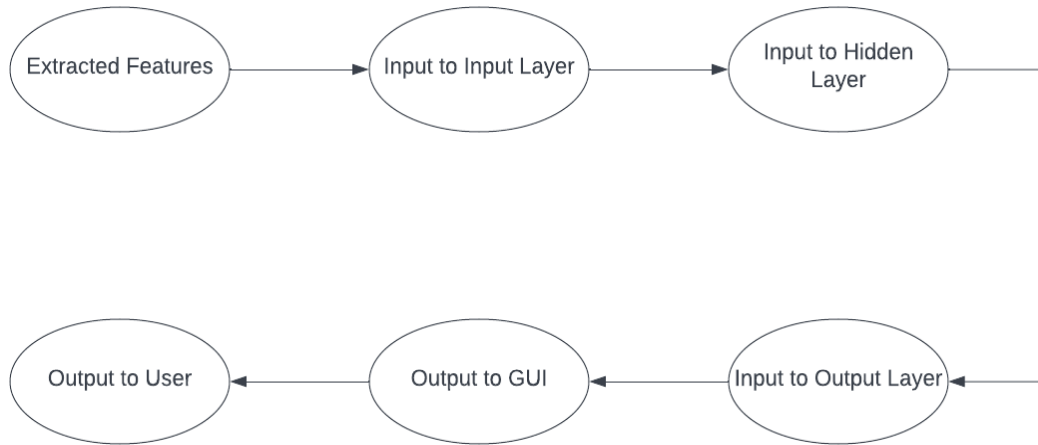 Extracted Features
Input to Input Layer
Input to Hidden
Layer
Input to Output Layer
Output to GUI
Output to User